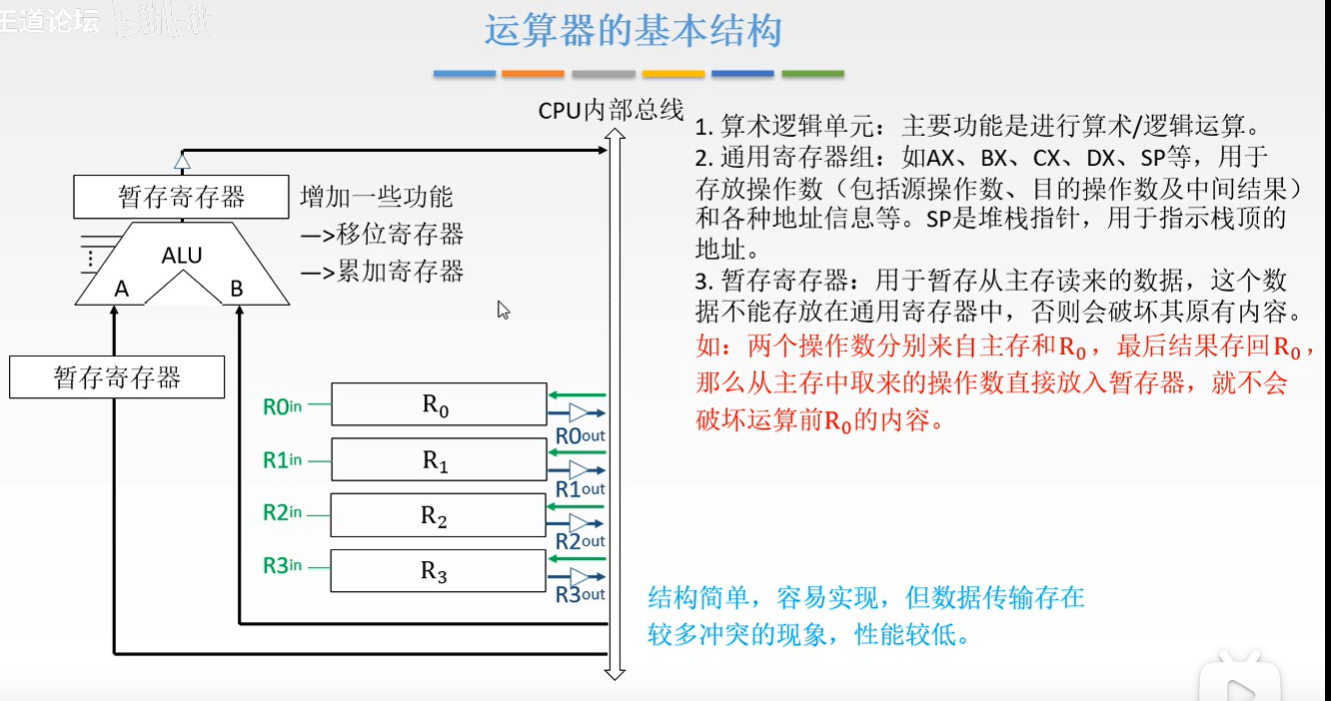 王道论坛
运算器的基本结构
CPU内部总线
暂存寄存器
增加一些功能
—>移位寄存器
—>累加寄存器
ALU
A
B
暂存寄存器
R0in
R₀
R0out
R1in
R₁
R1out
R2in
R₂
R2out
R3in
R₃
R3out
1. 算术逻辑单元：主要功能是进行算术/逻辑运算。
2. 通用寄存器组：如AX、BX、CX、DX、SP等，用于
存放操作数（包括源操作数、目的操作数及中间结果）
和各种地址信息等。SP是堆栈指针，用于指示栈顶的
地址。
3. 暂存寄存器：用于暂存从主存读来的数据，这个数
据不能存放在通用寄存器中，否则会破坏其原有内容。
如：两个操作数分别来自主存和R₀，最后结果存回R₀，
那么从主存中取来的操作数直接放入暂存器，就不会
破坏运算前R₀的内容。
结构简单，容易实现，但数据传输存在
较多冲突的现象，性能较低。